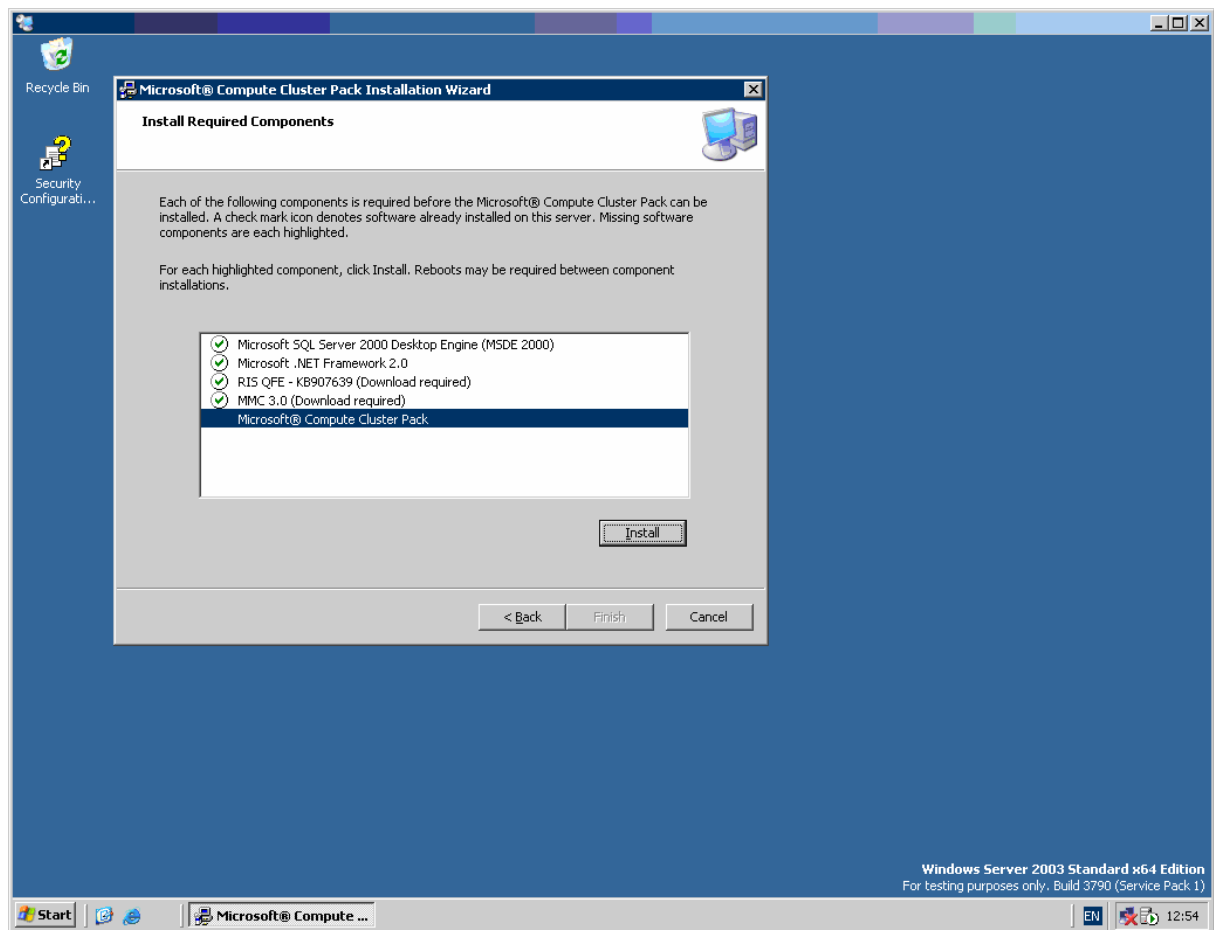 Recycle Bin
Security
Configurati...
Microsoft® Compute Cluster Pack Installation Wizard
Install Required Components
Each of the following components is required before the Microsoft® Compute Cluster Pack can be
installed. A check mark icon denotes software already installed on this server. Missing software
components are each highlighted.
For each highlighted component, click Install. Reboots may be required between component
installations.
Microsoft SQL Server 2000 Desktop Engine (MSDE 2000)
Microsoft .NET Framework 2.0
RIS QFE - KB907639 (Download required)
MMC 3.0 (Download required)
Microsoft® Compute Cluster Pack
Install
< Back Finish Cancel
Windows Server 2003 Standard x64 Edition
For testing purposes only. Build 3790 (Service Pack 1)
Start Microsoft® Compute ... EN 12:54